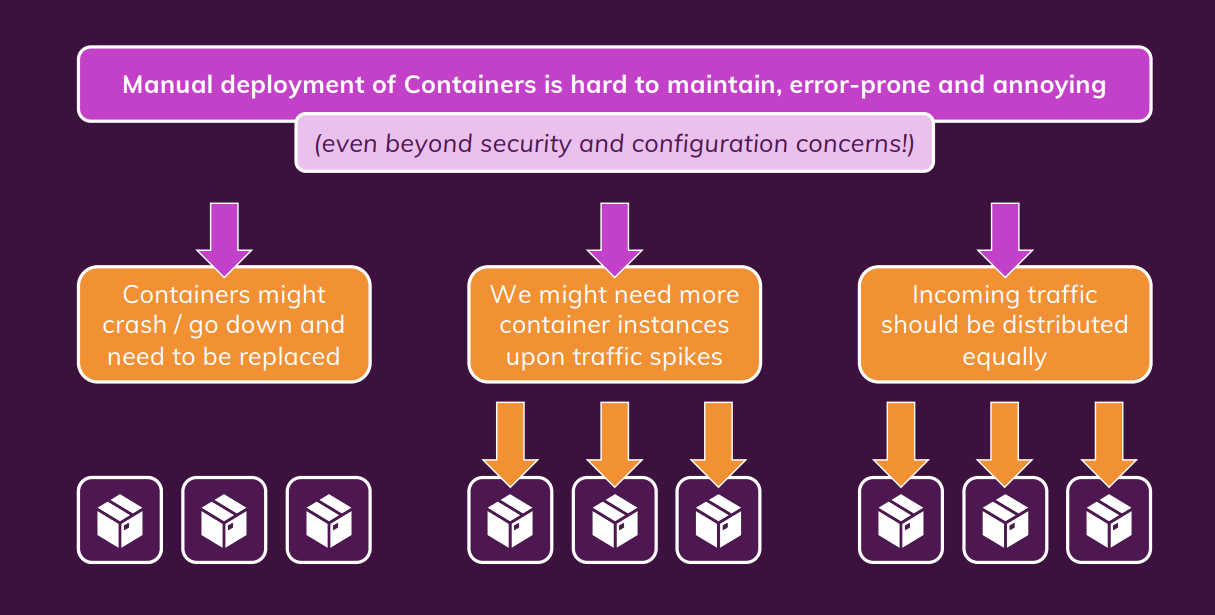 Manual deployment of Containers is hard to maintain, error-prone and annoying
(even beyond security and configuration concerns!)
Containers might
crash / go down and
need to be replaced
We might need more
container instances
upon traffic spikes
Incoming traffic
should be distributed
equally